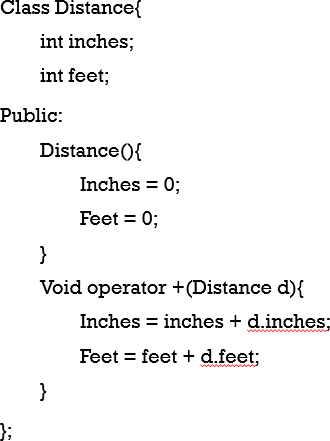 Class Distance{
int inches;
int feet;
Public:
Distance(){
Inches = 0;
Feet = 0;
}
Void operator +(Distance d){
Inches = inches + d.inches;
Feet = feet + d.feet;
}
};